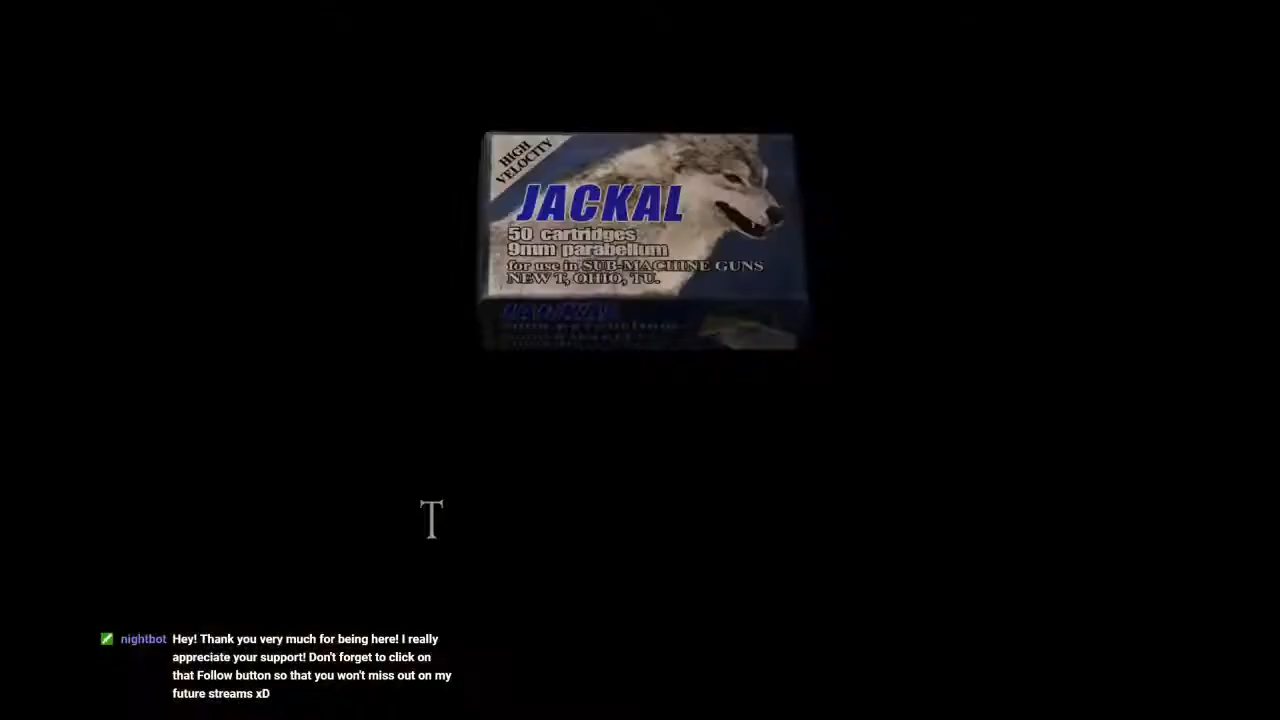 HIGH
VELOCITY
JACKAL
50 cartridges
9mm parabellum
for use in SUB-MACHINE GUNS
NEW T, OHIO, TU.
JACKAL
T
nightbot Hey! Thank you very much for being here! I really
appreciate your support! Don't forget to click on
that Follow button so that you won't miss out on my
future streams xD